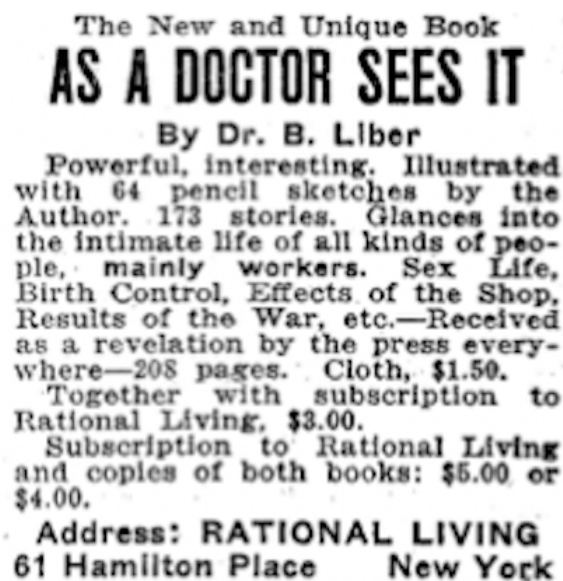 The New and Unique Book
AS A DOCTOR SEES IT
By Dr. B. Liber
Powerful, interesting. Illustrated
with 64 pencil sketches by the
Author. 173 stories. Glances into
the intimate life of all kinds of peo-
ple, mainly workers. Sex Life,
Birth Control, Effects of the Shop,
Results of the War, etc.—Received
as a revelation by the press every-
where—208 pages. Cloth, $1.50.
Together with subscription to
Rational Living, $3.00.
Subscription to Rational Living
and copies of both books: $5.00 or
$4.00.
Address: RATIONAL LIVING
61 Hamilton Place New York